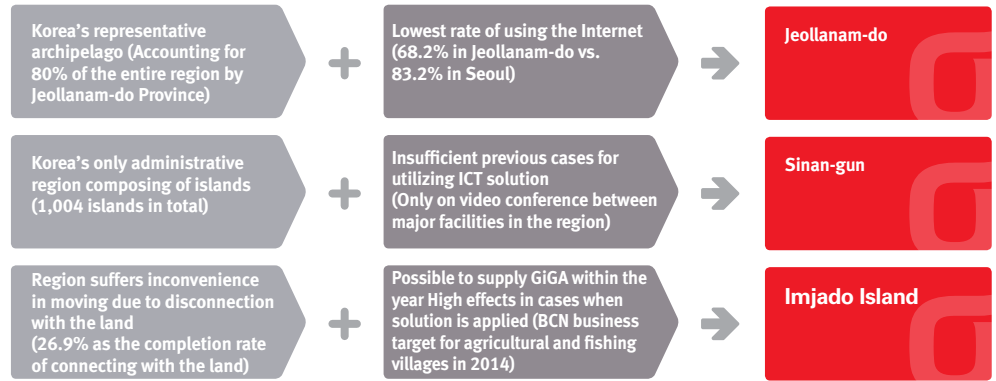 Korea's representative
archipelago (Accounting for
80% of the entire region by
Jeollanam-do Province)
Lowest rate of using the Internet
(68.2% in Jeollanam-do vs.
83.2% in Seoul)
Jeollanam-do
Korea's only administrative
region composing of islands
(1,004 islands in total)
Insufficient previous cases for
utilizing ICT solution
(Only on video conference between
major facilities in the region)
Sinan-gun
Region suffers inconvenience
in moving due to disconnection
with the land
(26.9% as the completion rate
of connecting with the land)
Possible to supply GiGA within the
year High effects in cases when
solution is applied (BCN business
target for agricultural and fishing
villages in 2014)
Imjado Island